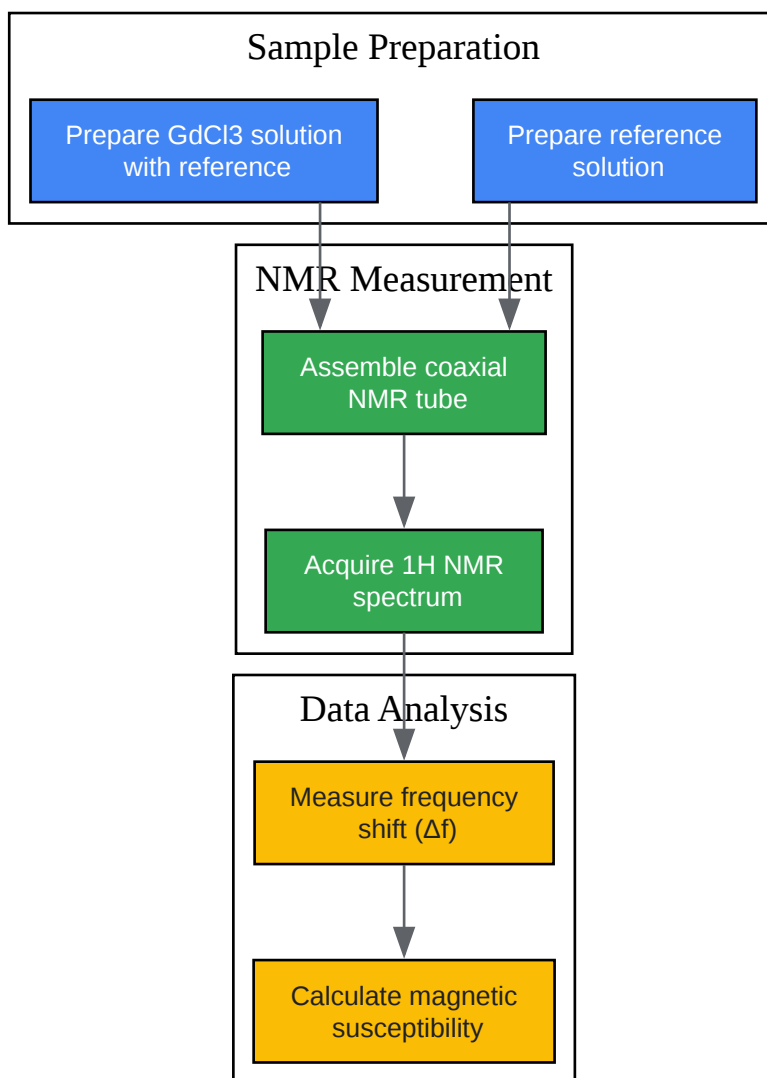 Sample Preparation
Prepare GdCl3 solution
with reference
Prepare reference
solution
NMR Measurement
Assemble coaxial
NMR tube
Acquire 1H NMR
spectrum
Data Analysis
Measure frequency
shift (Δf)
Calculate magnetic
susceptibility